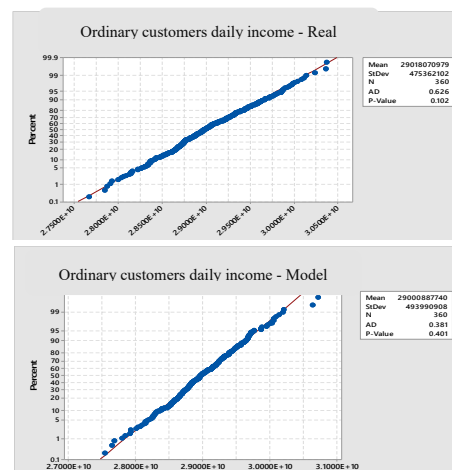 Ordinary customers daily income - Real
99.9
99
95
90
80
70
60
50
40
30
20
10
5
1
0.1
Percent
2.7500E+10
2.8000E+10
2.8500E+10
2.9000E+10
2.9500E+10
3.0000E+10
3.0500E+10
Mean 29018070979
StDev 475362102
N 360
AD 0.626
P-Value 0.102
Ordinary customers daily income - Model
99
95
90
80
70
60
50
40
30
20
10
5
1
0.1
Percent
2.7000E+10
2.8000E+10
2.9000E+10
3.0000E+10
3.1000E+10
Mean 29000887740
StDev 493990908
N 360
AD 0.381
P-Value 0.401